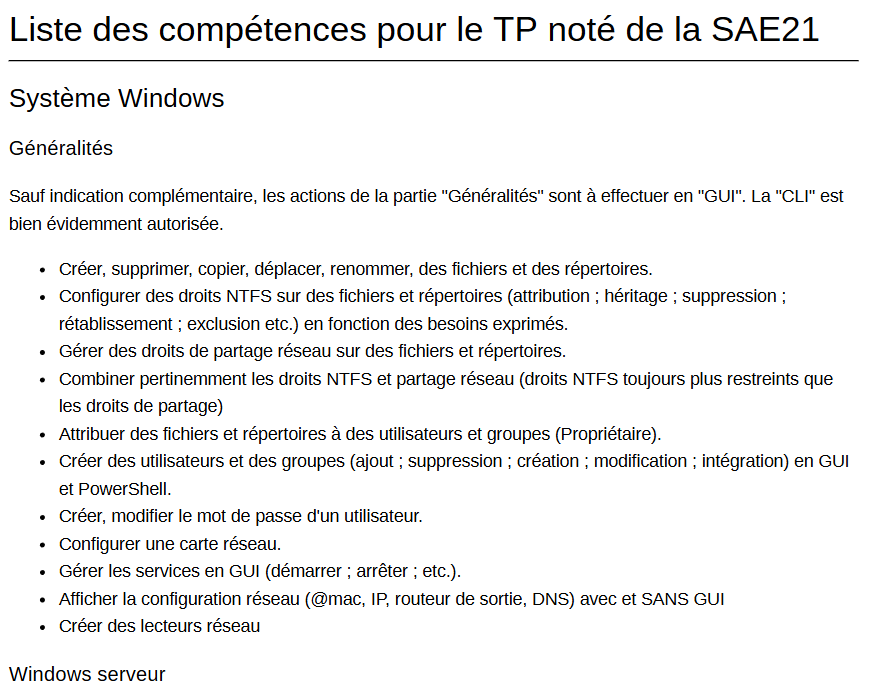 Liste des compétences pour le TP noté de la SAE21
Système Windows
Généralités
Sauf indication complémentaire, les actions de la partie "Généralités" sont à effectuer en "GUI". La "CLI" est
bien évidemment autorisée.
• Créer, supprimer, copier, déplacer, renommer, des fichiers et des répertoires.
• Configurer des droits NTFS sur des fichiers et répertoires (attribution ; héritage ; suppression ;
rétablissement ; exclusion etc.) en fonction des besoins exprimés.
• Gérer des droits de partage réseau sur des fichiers et répertoires.
• Combiner pertinemment les droits NTFS et partage réseau (droits NTFS toujours plus restreints que
les droits de partage)
• Attribuer des fichiers et répertoires à des utilisateurs et groupes (Propriétaire).
• Créer des utilisateurs et des groupes (ajout ; suppression ; création ; modification ; intégration) en GUI
et PowerShell.
• Créer, modifier le mot de passe d'un utilisateur.
• Configurer une carte réseau.
• Gérer les services en GUI (démarrer ; arrêter ; etc.).
• Afficher la configuration réseau (@mac, IP, routeur de sortie, DNS) avec et SANS GUI
• Créer des lecteurs réseau
Windows serveur